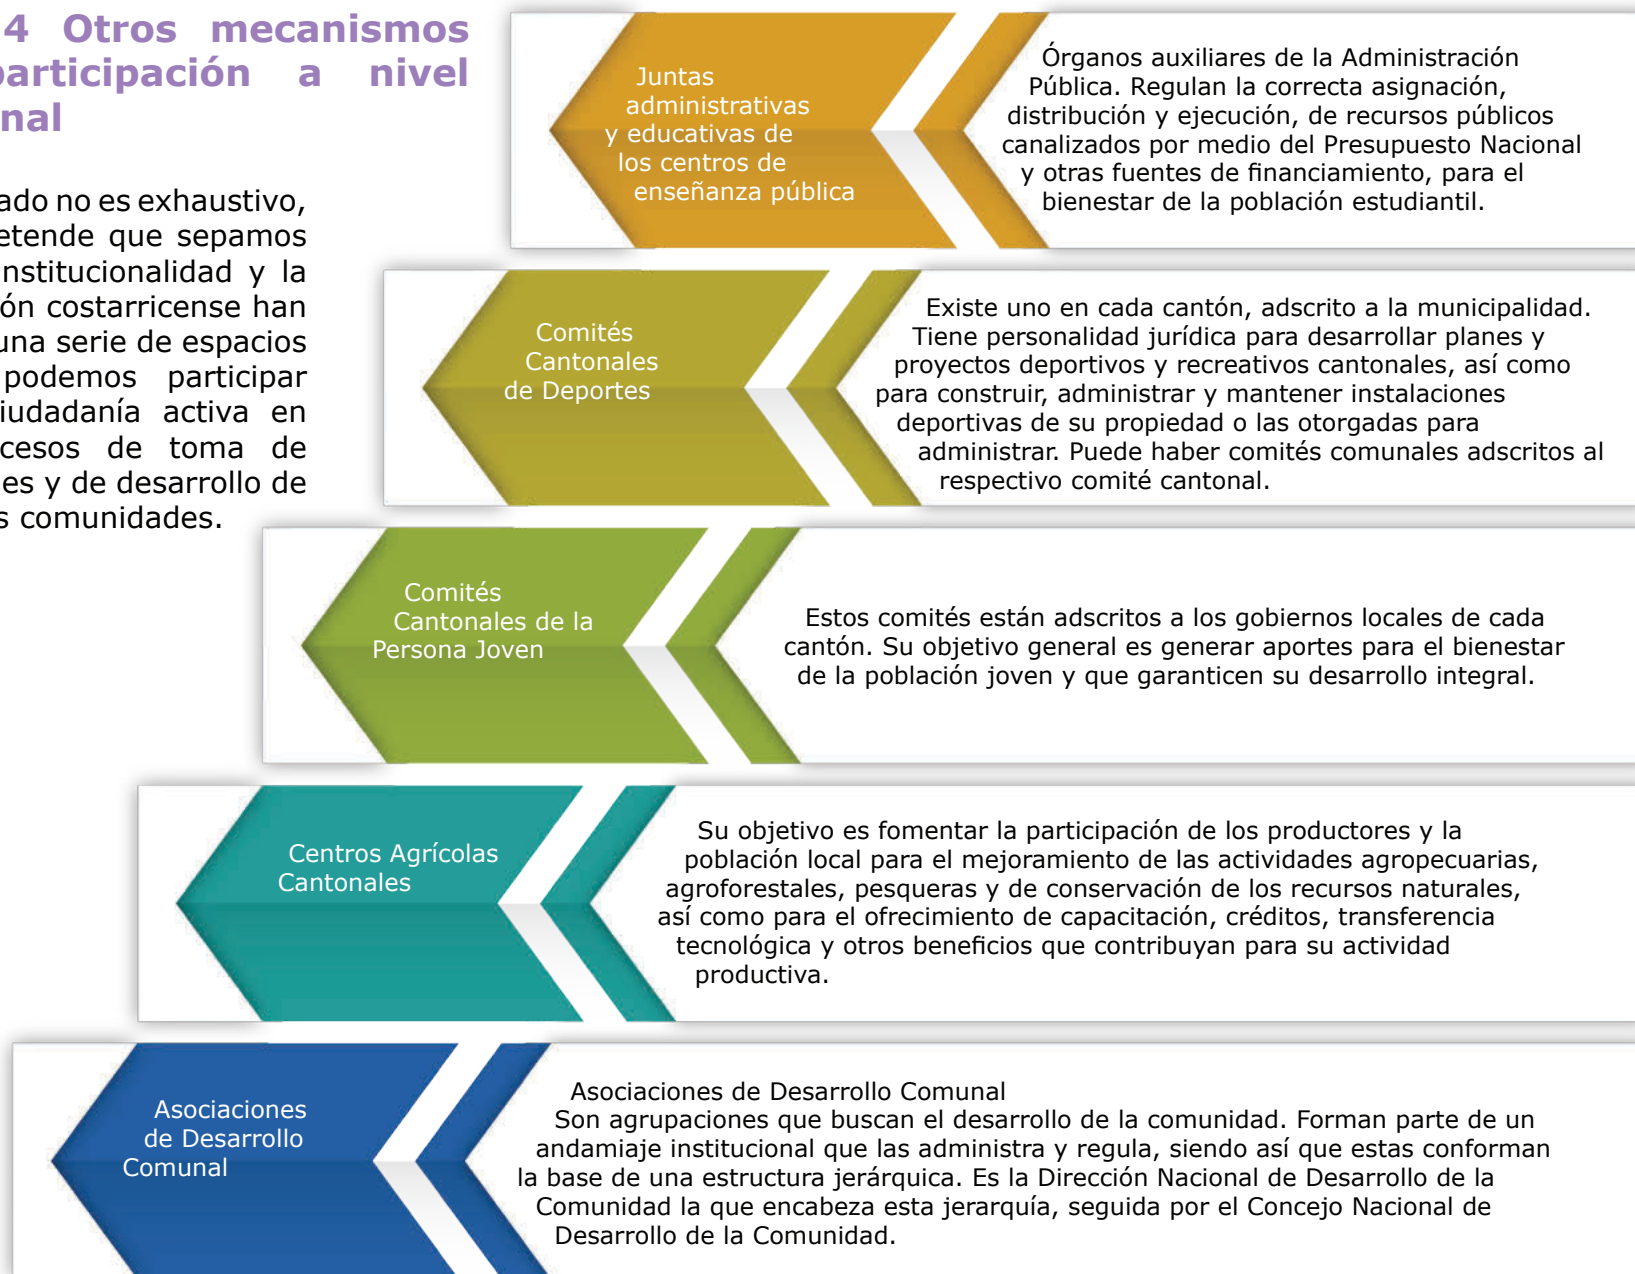 4 Otros mecanismos
participación a nivel
nal
ado no es exhaustivo,
etende que sepamos
nstitucionalidad y la
ón costarricense han
una serie de espacios
podemos participar
iudadanía activa en
cesos de toma de
es y de desarrollo de
s comunidades.
Juntas
administrativas
y educativas de
los centros de
enseñanza pública
Órganos auxiliares de la Administración
Pública. Regulan la correcta asignación,
distribución y ejecución, de recursos públicos
canalizados por medio del Presupuesto Nacional
y otras fuentes de financiamiento, para el
bienestar de la población estudiantil.
Comités
Cantonales
de Deportes
Existe uno en cada cantón, adscrito a la municipalidad.
Tiene personalidad jurídica para desarrollar planes y
proyectos deportivos y recreativos cantonales, así como
para construir, administrar y mantener instalaciones
deportivas de su propiedad o las otorgadas para
administrar. Puede haber comités comunales adscritos al
respectivo comité cantonal.
Comités
Cantonales de la
Persona Joven
Estos comités están adscritos a los gobiernos locales de cada
cantón. Su objetivo general es generar aportes para el bienestar
de la población joven y que garanticen su desarrollo integral.
Centros Agrícolas
Cantonales
Su objetivo es fomentar la participación de los productores y la
población local para el mejoramiento de las actividades agropecuarias,
agroforestales, pesqueras y de conservación de los recursos naturales,
así como para el ofrecimiento de capacitación, créditos, transferencia
tecnológica y otros beneficios que contribuyan para su actividad
productiva.
Asociaciones
de Desarrollo
Comunal
Asociaciones de Desarrollo Comunal
Son agrupaciones que buscan el desarrollo de la comunidad. Forman parte de un
andamiaje institucional que las administra y regula, siendo así que estas conforman
la base de una estructura jerárquica. Es la Dirección Nacional de Desarrollo de la
Comunidad la que encabeza esta jerarquía, seguida por el Concejo Nacional de
Desarrollo de la Comunidad.